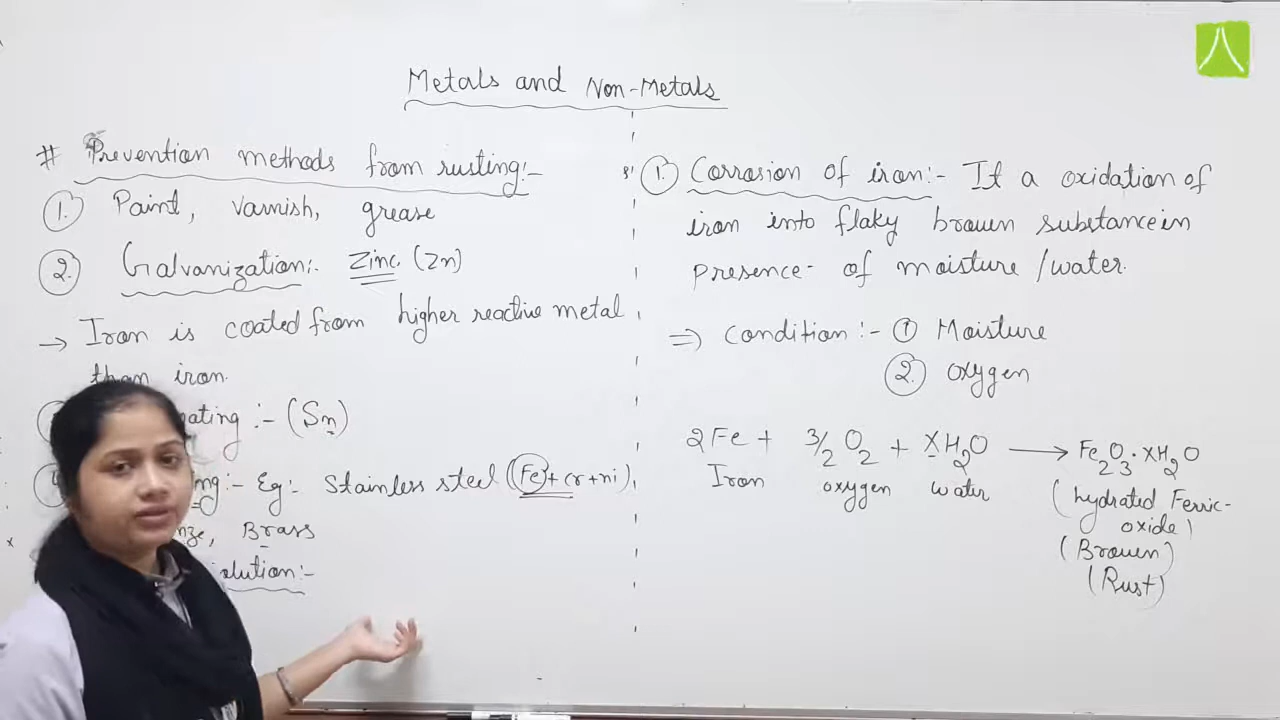 Metals and Non-Metals
# Prevention methods from rusting:-
1. Paint, varnish, grease
2. Galvanization:- Zinc. (Zn)
→ Iron is coated from higher reactive metal
than iron.
:- (Sn)
:- Eg:- Stainless steel (Fe + cr + ni)
, Brass
:-
1. Corrosion of iron:- It a oxidation of
iron into flaky brown substance in
presence- of moisture/water.
⇒ Condition:- 1 Moisture
2. oxygen
2Fe + 3/2 O2 + xH2O → Fe2O3.xH2O
Iron oxygen water
(hydrated Ferric-
oxide)
(Brown)
(Rust)